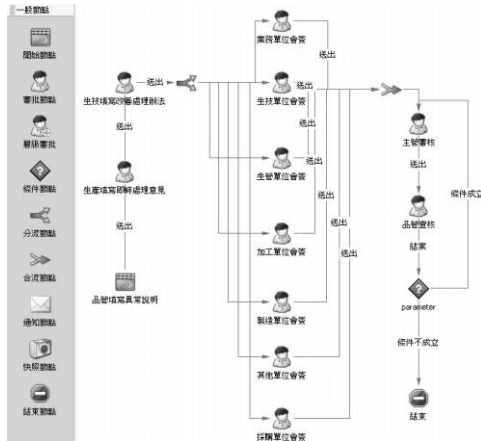 一般節點
開始節點
審批節點
層級審批
條件節點
分流節點
合流節點
通知節點
快照節點
結束節點
生技填寫改善處理辦法
送出
送出
生產填寫即時處理意見
送出
品管填寫異常說明
業務單位會簽
送出
生技單位會簽
送出
送出
生管單位會簽
送出
送出
加工單位會簽
送出
製造單位會簽
送出
其他單位會簽
採購單位會簽
主管審核
送出
條件成立
品管查核
結案
parameter
條件不成立
結束